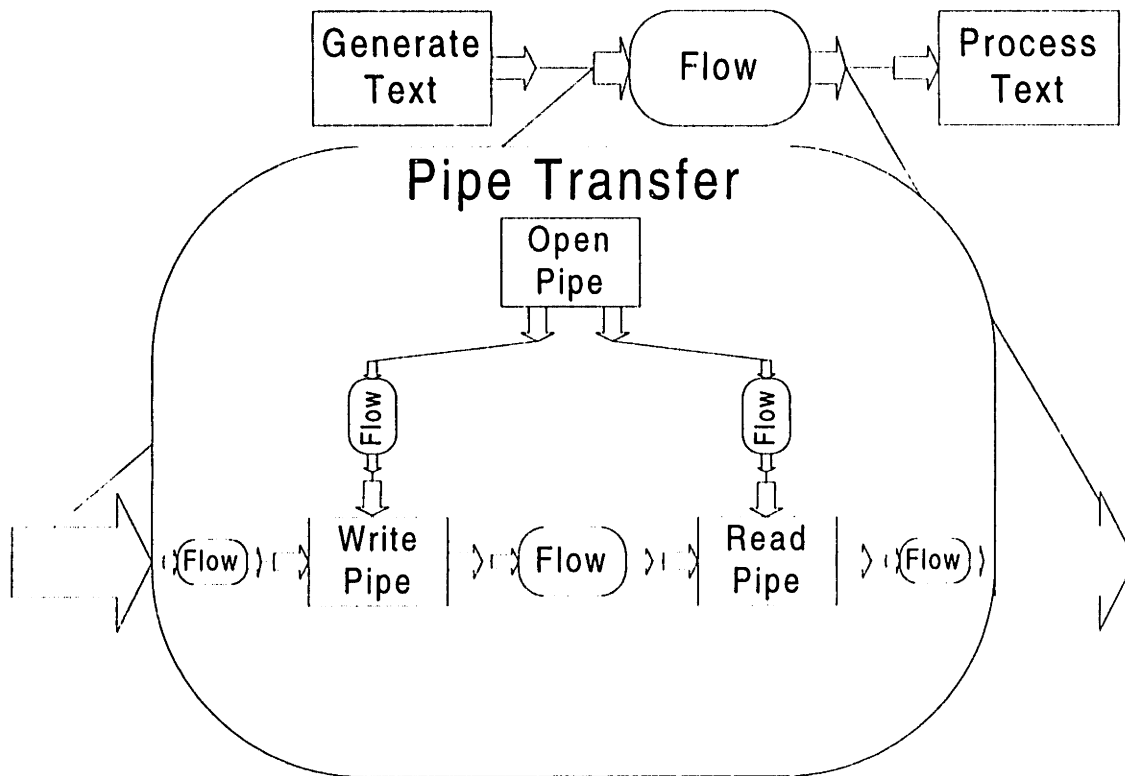 Generate
Text
Flow
Process
Text
Pipe Transfer
Open
Pipe
Flow
Flow
Flow
Write
Pipe
Flow
Read
Pipe
Flow